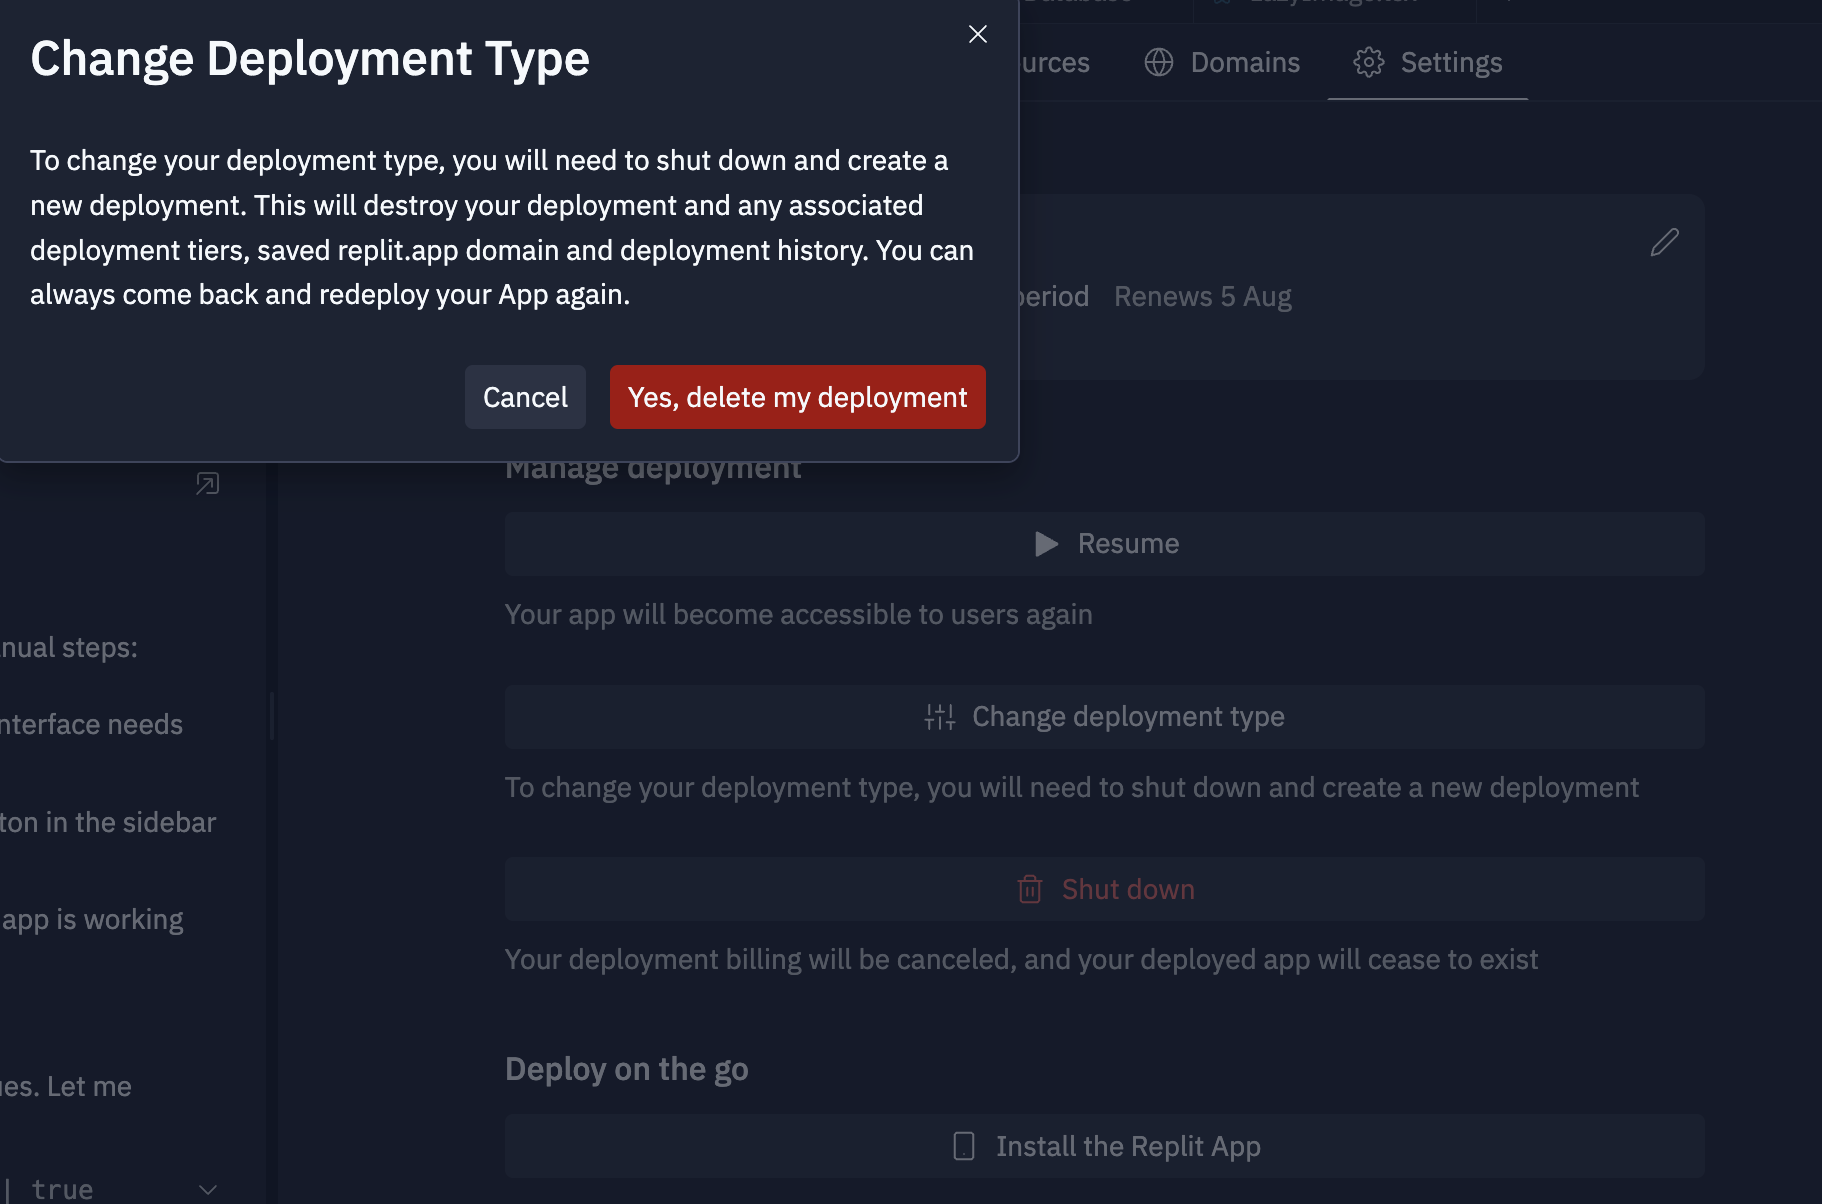 Change Deployment Type
To change your deployment type, you will need to shut down and create a
new deployment. This will destroy your deployment and any associated
deployment tiers, saved replit.app domain and deployment history. You can
always come back and redeploy your App again.
Cancel
Yes, delete my deployment
Domains
Settings
period
Renews 5 Aug
Manage deployment
Resume
Your app will become accessible to users again
Change deployment type
To change your deployment type, you will need to shut down and create a new deployment
Shut down
Your deployment billing will be canceled, and your deployed app will cease to exist
Deploy on the go
Install the Replit App
steps:
needs
in the sidebar
app is working
Let me
| true